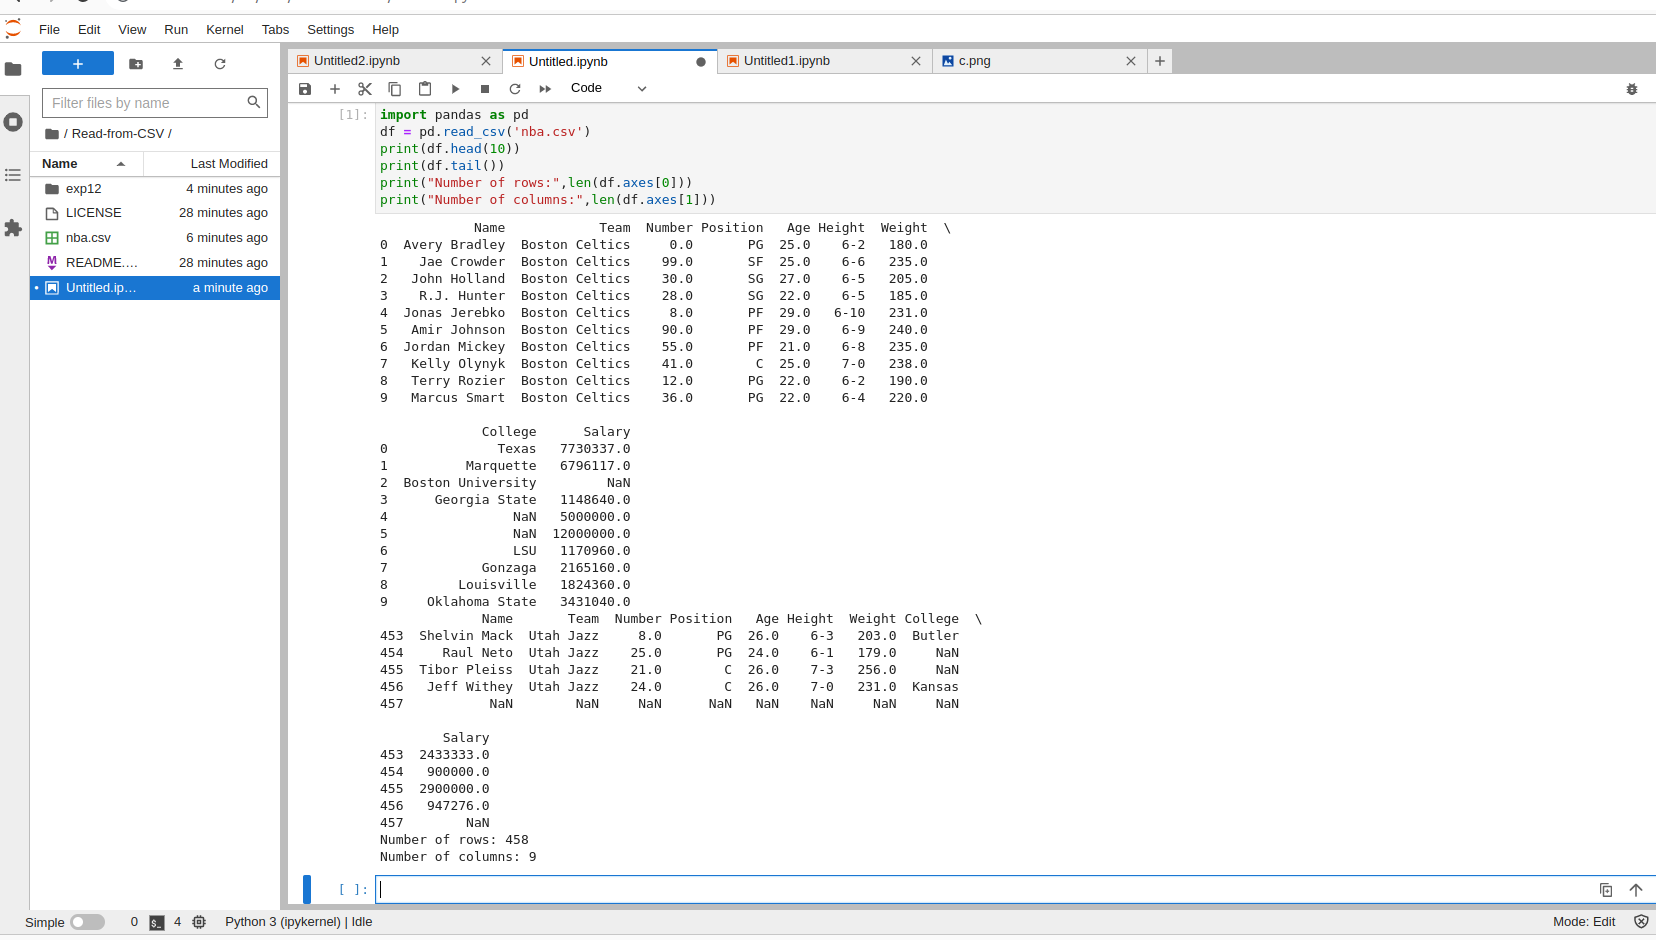 File Edit View Run Kernel Tabs Settings Help
Untitled2.ipynb Untitled.ipynb Untitled1.ipynb c.png
Code
Filter files by name
/ Read-from-CSV /
Name Last Modified
exp12 4 minutes ago
LICENSE 28 minutes ago
nba.csv 6 minutes ago
README.... 28 minutes ago
Untitled.ip... a minute ago
[1]: import pandas as pd
df = pd.read_csv('nba.csv')
print(df.head(10))
print(df.tail())
print("Number of rows:",len(df.axes[0]))
print("Number of columns:",len(df.axes[1]))
Name Team Number Position Age Height Weight \
0 Avery Bradley Boston Celtics 0.0 PG 25.0 6-2 180.0
1 Jae Crowder Boston Celtics 99.0 SF 25.0 6-6 235.0
2 John Holland Boston Celtics 30.0 SG 27.0 6-5 205.0
3 R.J. Hunter Boston Celtics 28.0 SG 22.0 6-5 185.0
4 Jonas Jerebko Boston Celtics 8.0 PF 29.0 6-10 231.0
5 Amir Johnson Boston Celtics 90.0 PF 29.0 6-9 240.0
6 Jordan Mickey Boston Celtics 55.0 PF 21.0 6-8 235.0
7 Kelly Olynyk Boston Celtics 41.0 C 25.0 7-0 238.0
8 Terry Rozier Boston Celtics 12.0 PG 22.0 6-2 190.0
9 Marcus Smart Boston Celtics 36.0 PG 22.0 6-4 220.0
College Salary
0 Texas 7730337.0
1 Marquette 6796117.0
2 Boston University NaN
3 Georgia State 1148640.0
4 NaN 5000000.0
5 NaN 12000000.0
6 LSU 1170960.0
7 Gonzaga 2165160.0
8 Louisville 1824360.0
9 Oklahoma State 3431040.0
Name Team Number Position Age Height Weight College \
453 Shelvin Mack Utah Jazz 8.0 PG 26.0 6-3 203.0 Butler
454 Raul Neto Utah Jazz 25.0 PG 24.0 6-1 179.0 NaN
455 Tibor Pleiss Utah Jazz 21.0 C 26.0 7-3 256.0 NaN
456 Jeff Withey Utah Jazz 24.0 C 26.0 7-0 231.0 Kansas
457 NaN NaN NaN NaN NaN NaN NaN NaN
Salary
453 2433333.0
454 900000.0
455 2900000.0
456 947276.0
457 NaN
Number of rows: 458
Number of columns: 9
[ ]:
Simple 0 $_ 4 Python 3 (ipykernel) | Idle Mode: Edit